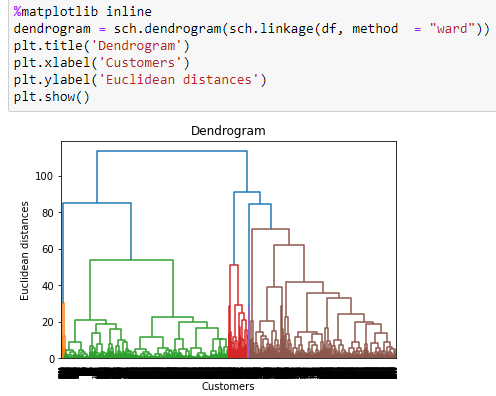 %matplotlib inline
dendrogram = sch.dendrogram(sch.linkage(df, method  = "ward"))
plt.title('Dendrogram')
plt.xlabel('Customers')
plt.ylabel('Euclidean distances')
plt.show()
Dendrogram
100
80
60
40
20
0
Euclidean distances
Customers